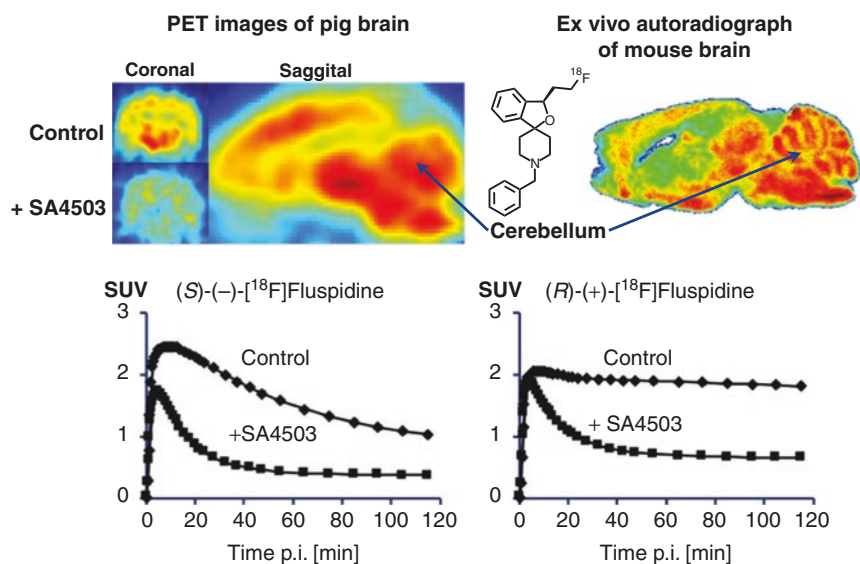 PET images of pig brain
Ex vivo autoradiograph
of mouse brain
Coronal
Saggital
Control
+ SA4503
18F
O
N
Cerebellum
SUV
(S)-(–)-[18F]Fluspidine
3
2
1
0
Control
+SA4503
0
20
40
60
80
100
120
Time p.i. [min]
SUV
(R)-(+)-[18F]Fluspidine
3
2
1
0
Control
+ SA4503
0
20
40
60
80
100
120
Time p.i. [min]